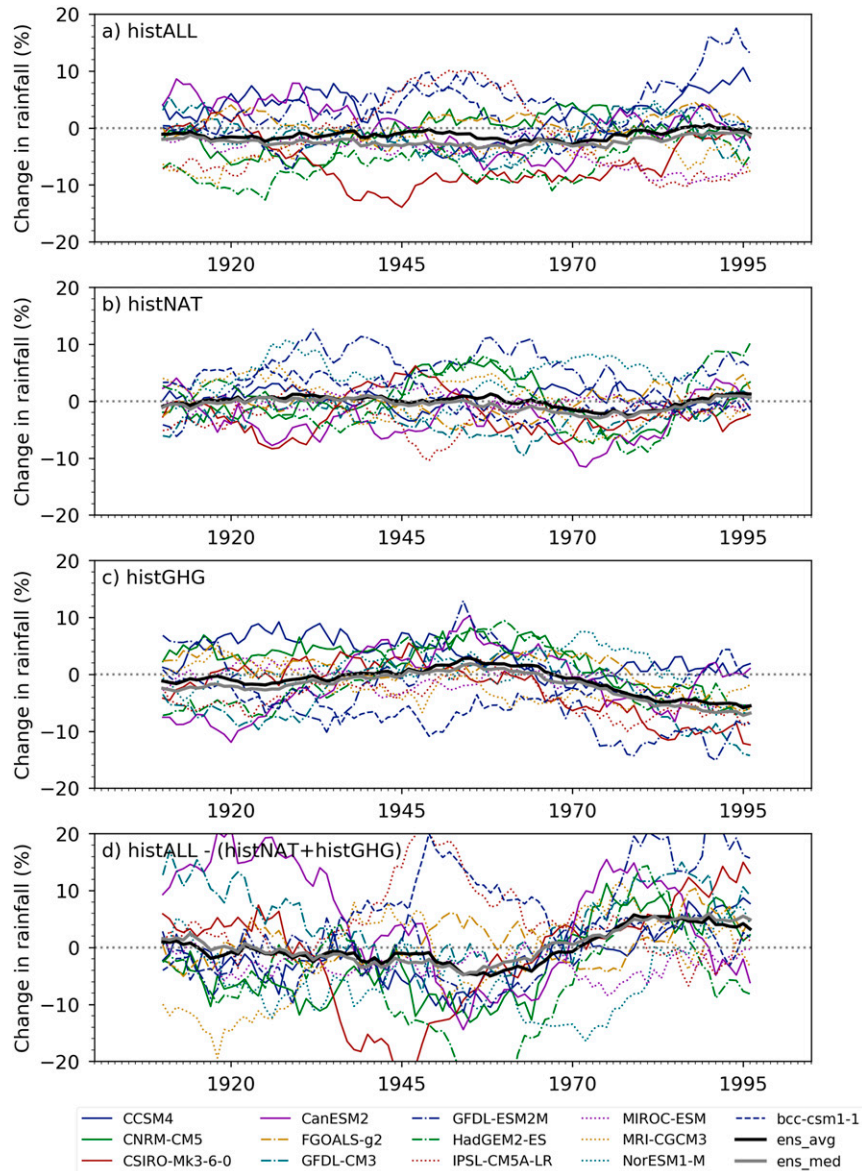 a) histALL
Change in rainfall (%)
20
10
0
−10
−20
1920 1945 1970 1995
b) histNAT
Change in rainfall (%)
20
10
0
−10
−20
1920 1945 1970 1995
c) histGHG
Change in rainfall (%)
20
10
0
−10
−20
1920 1945 1970 1995
d) histALL - (histNAT+histGHG)
Change in rainfall (%)
20
10
0
−10
−20
1920 1945 1970 1995
CCSM4 CanESM2 GFDL-ESM2M MIROC-ESM bcc-csm1-1
CNRM-CM5 FGOALS-g2 HadGEM2-ES MRI-CGCM3 ens_avg
CSIRO-Mk3-6-0 GFDL-CM3 IPSL-CM5A-LR NorESM1-M ens_med